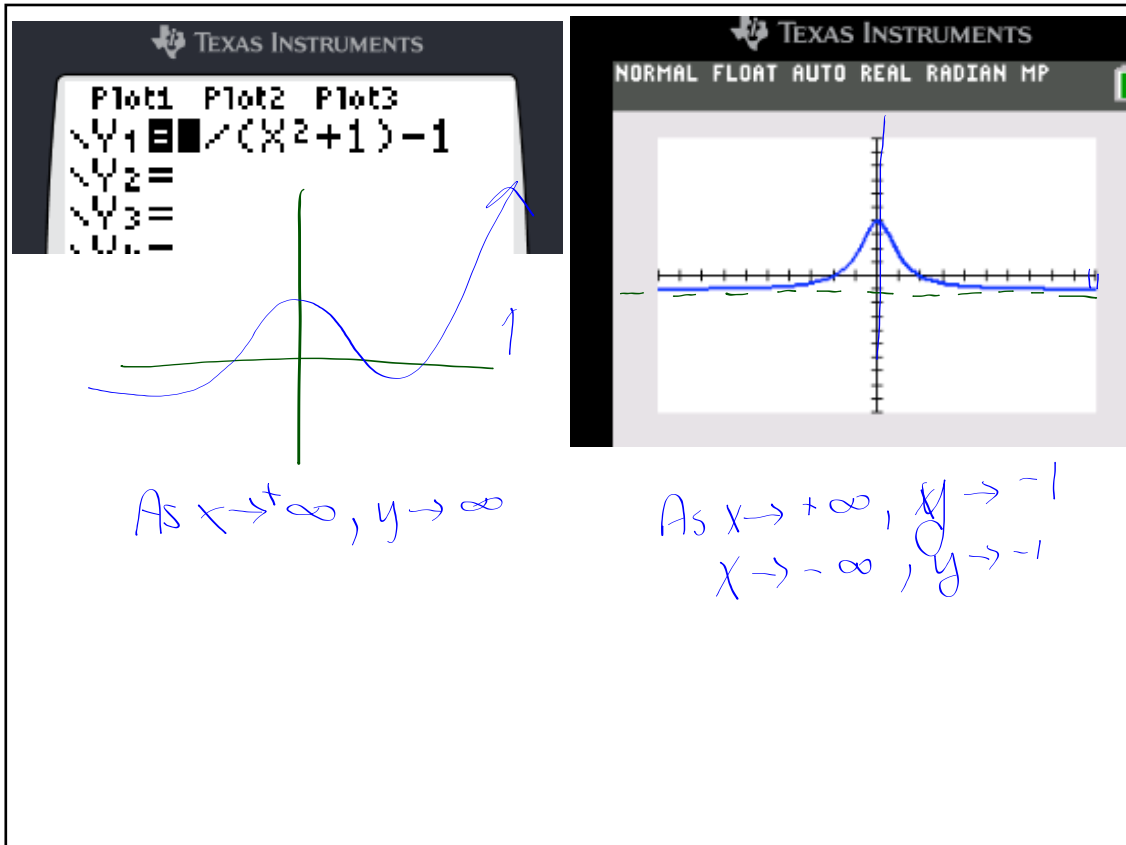 TEXAS INSTRUMENTS
Plot1 Plot2 Plot3
\Y1=█/(X²+1)-1
\Y2=
\Y3=
TEXAS INSTRUMENTS
NORMAL FLOAT AUTO REAL RADIAN MP
1
As x→⁺∞, y→∞
As x→+∞, y→-1
x→-∞, y→-1